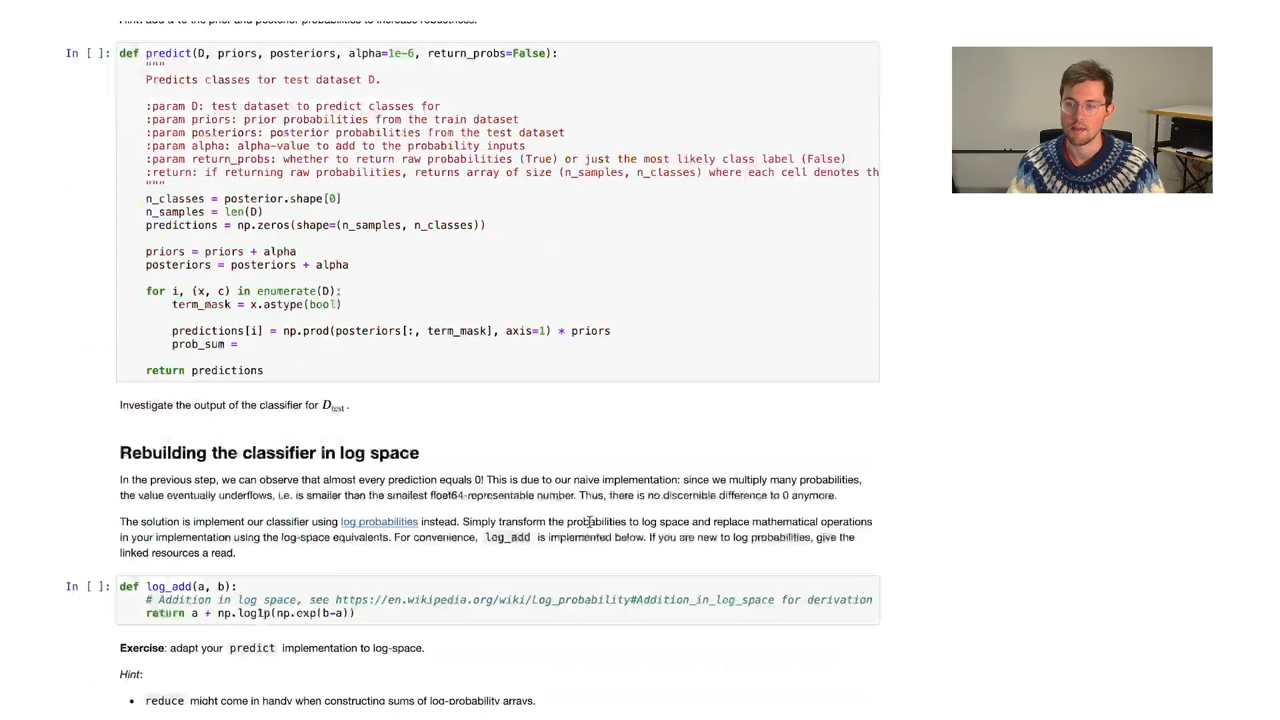 Hint: add α to the prior and posterior probabilities to increase robustness.
In [ ]: def predict(D, priors, posteriors, alpha=1e-6, return_probs=False):
"""
Predicts classes for test dataset D.
:param D: test dataset to predict classes for
:param priors: prior probabilities from the train dataset
:param posteriors: posterior probabilities from the test dataset
:param alpha: alpha-value to add to the probability inputs
:param return_probs: whether to return raw probabilities (True) or just the most likely class label (False)
:return: if returning raw probabilities, returns array of size (n_samples, n_classes) where each cell denotes th
"""
n_classes = posterior.shape[0]
n_samples = len(D)
predictions = np.zeros(shape=(n_samples, n_classes))
priors = priors + alpha
posteriors = posteriors + alpha
for i, (x, c) in enumerate(D):
term_mask = x.astype(bool)
predictions[i] = np.prod(posteriors[:, term_mask], axis=1) * priors
prob_sum =
return predictions
Investigate the output of the classifier for Dtest .
Rebuilding the classifier in log space
In the previous step, we can observe that almost every prediction equals 0! This is due to our naive implementation: since we multiply many probabilities,
the value eventually underflows, i.e. is smaller than the smallest float64-representable number. Thus, there is no discernible difference to 0 anymore.
The solution is implement our classifier using log probabilities instead. Simply transform the probabilities to log space and replace mathematical operations
in your implementation using the log-space equivalents. For convenience, log_add is implemented below. If you are new to log probabilities, give the
linked resources a read.
In [ ]: def log_add(a, b):
# Addition in log space, see https://en.wikipedia.org/wiki/Log_probability#Addition_in_log_space for derivation
return a + np.log1p(np.exp(b-a))
Exercise: adapt your predict implementation to log-space.
Hint:
• reduce might come in handy when constructing sums of log-probability arrays.